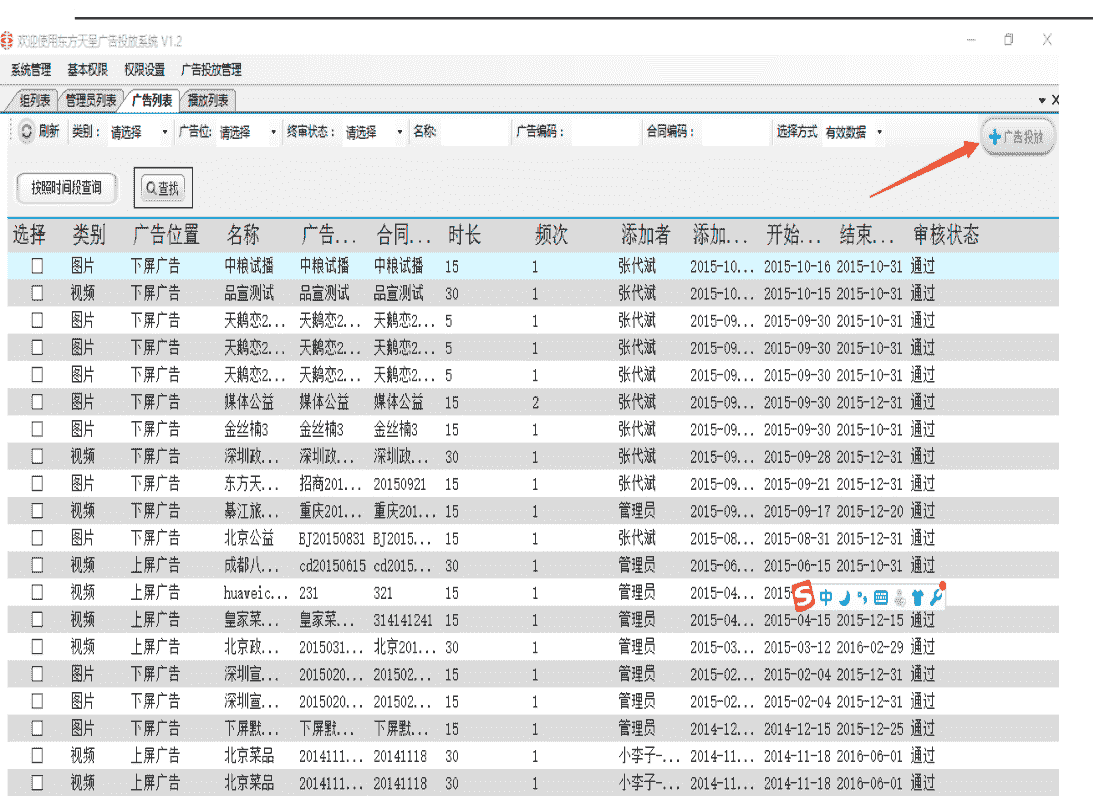 欢迎使用东方天呈广告投放系统 V1.2
系统管理 基本权限 权限设置 广告投放管理
组列表 管理员列表 广告列表 播放列表
刷新 类别: 请选择 广告位: 请选择 终审状态: 请选择 名称: 广告编码: 合同编码: 选择方式 有效数据 广告投放
按照时间段查询 查找
选择 类别 广告位置 名称 广告... 合同... 时长 频次 添加者 添加... 开始... 结束... 审核状态
图片 下屏广告 中粮试播 中粮试播 中粮试播 15 1 张代斌 2015-10... 2015-10-16 2015-10-31 通过
视频 下屏广告 品宣测试 品宣测试 品宣测试 30 1 张代斌 2015-10... 2015-10-15 2015-10-31 通过
图片 下屏广告 天鹅恋2... 天鹅恋2... 天鹅恋2... 5 1 张代斌 2015-09... 2015-09-30 2015-10-31 通过
图片 下屏广告 天鹅恋2... 天鹅恋2... 天鹅恋2... 5 1 张代斌 2015-09... 2015-09-30 2015-10-31 通过
图片 下屏广告 天鹅恋2... 天鹅恋2... 天鹅恋2... 5 1 张代斌 2015-09... 2015-09-30 2015-10-31 通过
图片 下屏广告 媒体公益 媒体公益 媒体公益 15 2 张代斌 2015-09... 2015-09-30 2015-12-31 通过
图片 下屏广告 金丝楠3 金丝楠3 金丝楠3 15 1 张代斌 2015-09... 2015-09-30 2015-10-31 通过
视频 下屏广告 深圳政... 深圳政... 深圳政... 30 1 张代斌 2015-09... 2015-09-28 2015-12-31 通过
图片 下屏广告 东方天... 招商201... 20150921 15 1 张代斌 2015-09... 2015-09-21 2015-12-31 通过
视频 下屏广告 綦江旅... 重庆201... 重庆201... 15 1 管理员 2015-09... 2015-09-17 2015-12-20 通过
图片 下屏广告 北京公益 BJ20150831 BJ2015... 15 1 张代斌 2015-08... 2015-08-31 2015-12-31 通过
视频 上屏广告 成都八... cd20150615 cd2015... 30 1 管理员 2015-06... 2015-06-15 2015-10-31 通过
视频 上屏广告 huaweic... 231 321 15 1 管理员 2015-04... 2015 中
视频 下屏广告 皇家菜... 皇家菜... 314141241 15 1 管理员 2015-04... 2015-04-15 2015-12-15 通过
视频 上屏广告 北京政... 2015031... 北京201... 30 1 管理员 2015-03... 2015-03-12 2016-02-29 通过
图片 下屏广告 深圳宣... 2015020... 201502... 15 1 管理员 2015-02... 2015-02-04 2015-12-31 通过
图片 下屏广告 深圳宣... 2015020... 201502... 15 1 管理员 2015-02... 2015-02-04 2015-12-31 通过
图片 下屏广告 下屏默... 下屏默... 下屏默... 15 1 管理员 2014-12... 2014-12-15 2015-12-25 通过
视频 上屏广告 北京菜品 2014111... 20141118 30 1 小李子-... 2014-11... 2014-11-18 2016-06-01 通过
视频 上屏广告 北京菜品 2014111... 20141118 30 1 小李子-... 2014-11... 2014-11-18 2016-06-01 通过